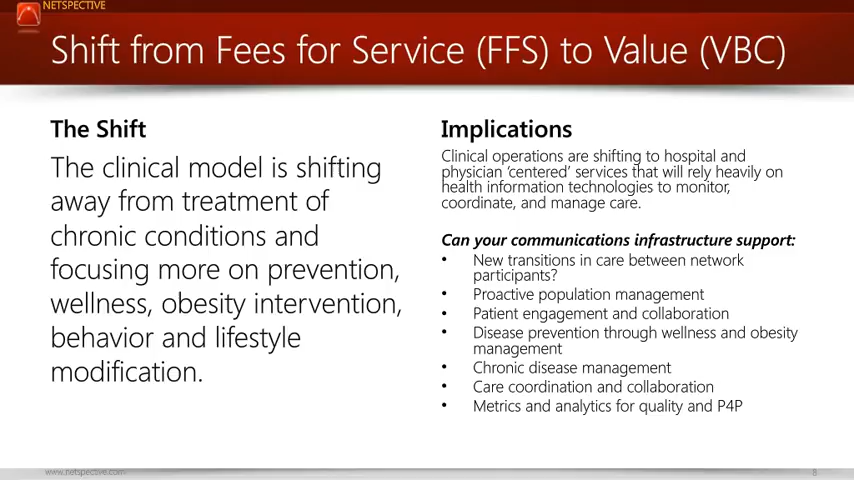 NETSPECTIVE
Shift from Fees for Service (FFS) to Value (VBC)
The Shift
The clinical model is shifting
away from treatment of
chronic conditions and
focusing more on prevention,
wellness, obesity intervention,
behavior and lifestyle
modification.
Implications
Clinical operations are shifting to hospital and
physician ‘centered’ services that will rely heavily on
health information technologies to monitor,
coordinate, and manage care.
Can your communications infrastructure support:
• New transitions in care between network
participants?
• Proactive population management
• Patient engagement and collaboration
• Disease prevention through wellness and obesity
management
• Chronic disease management
• Care coordination and collaboration
• Metrics and analytics for quality and P4P
www.netspective.com
8